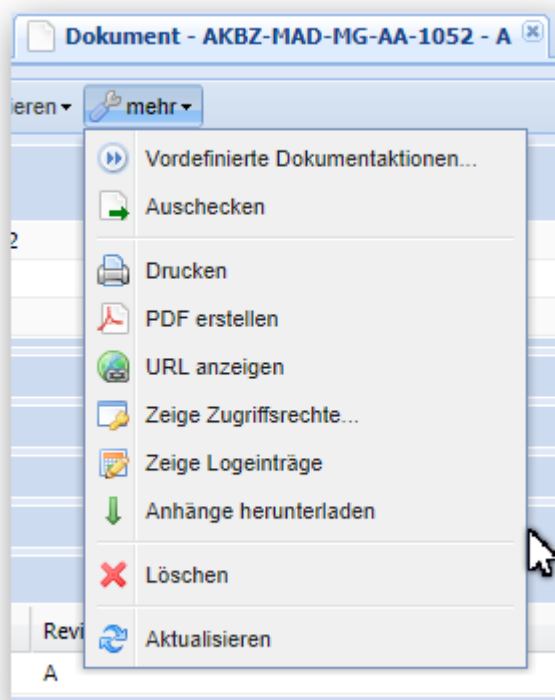 Dokument - AKBZ-MAD-MG-AA-1052 - A
ieren mehr
Vordefinierte Dokumentaktionen...
Auschecken
2
Drucken
PDF erstellen
URL anzeigen
Zeige Zugriffsrechte...
Zeige Logeinträge
Anhänge herunterladen
Löschen
Revi
Aktualisieren
A